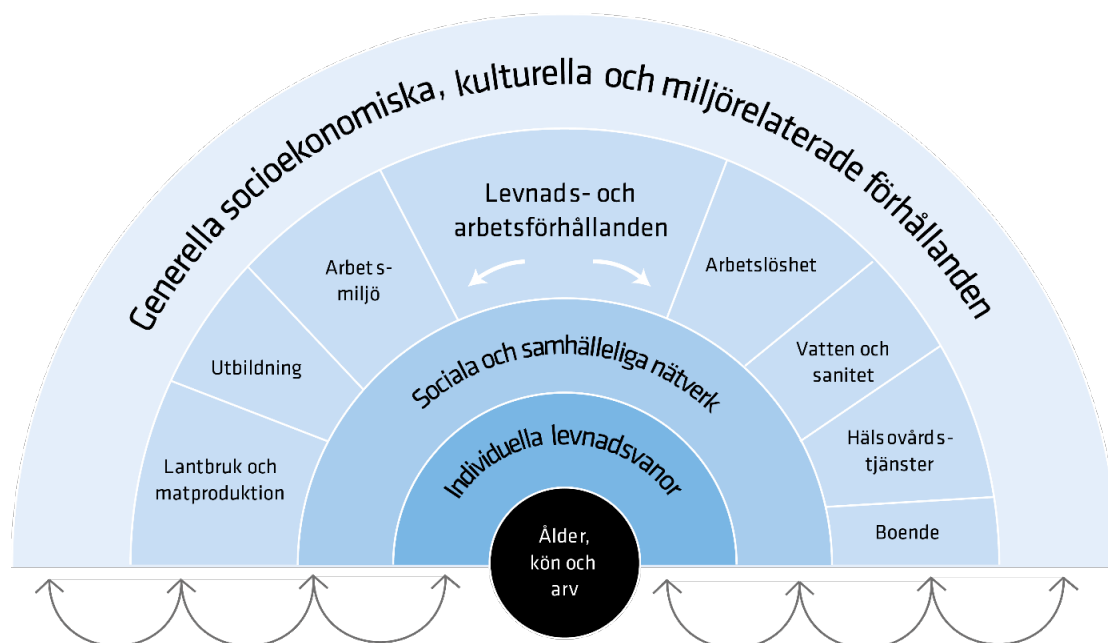 Generella socioekonomiska, kulturella och miljörelaterade förhållanden
Levnads- och
arbetsförhållanden
Arbets-
miljö
Arbetslöshet
Utbildning
Vatten och
sanitet
Lantbruk och
matproduktion
Hälsovårds-
tjänster
Boende
Sociala och samhälleliga nätverk
Individuella levnadsvanor
Ålder,
kön och
arv